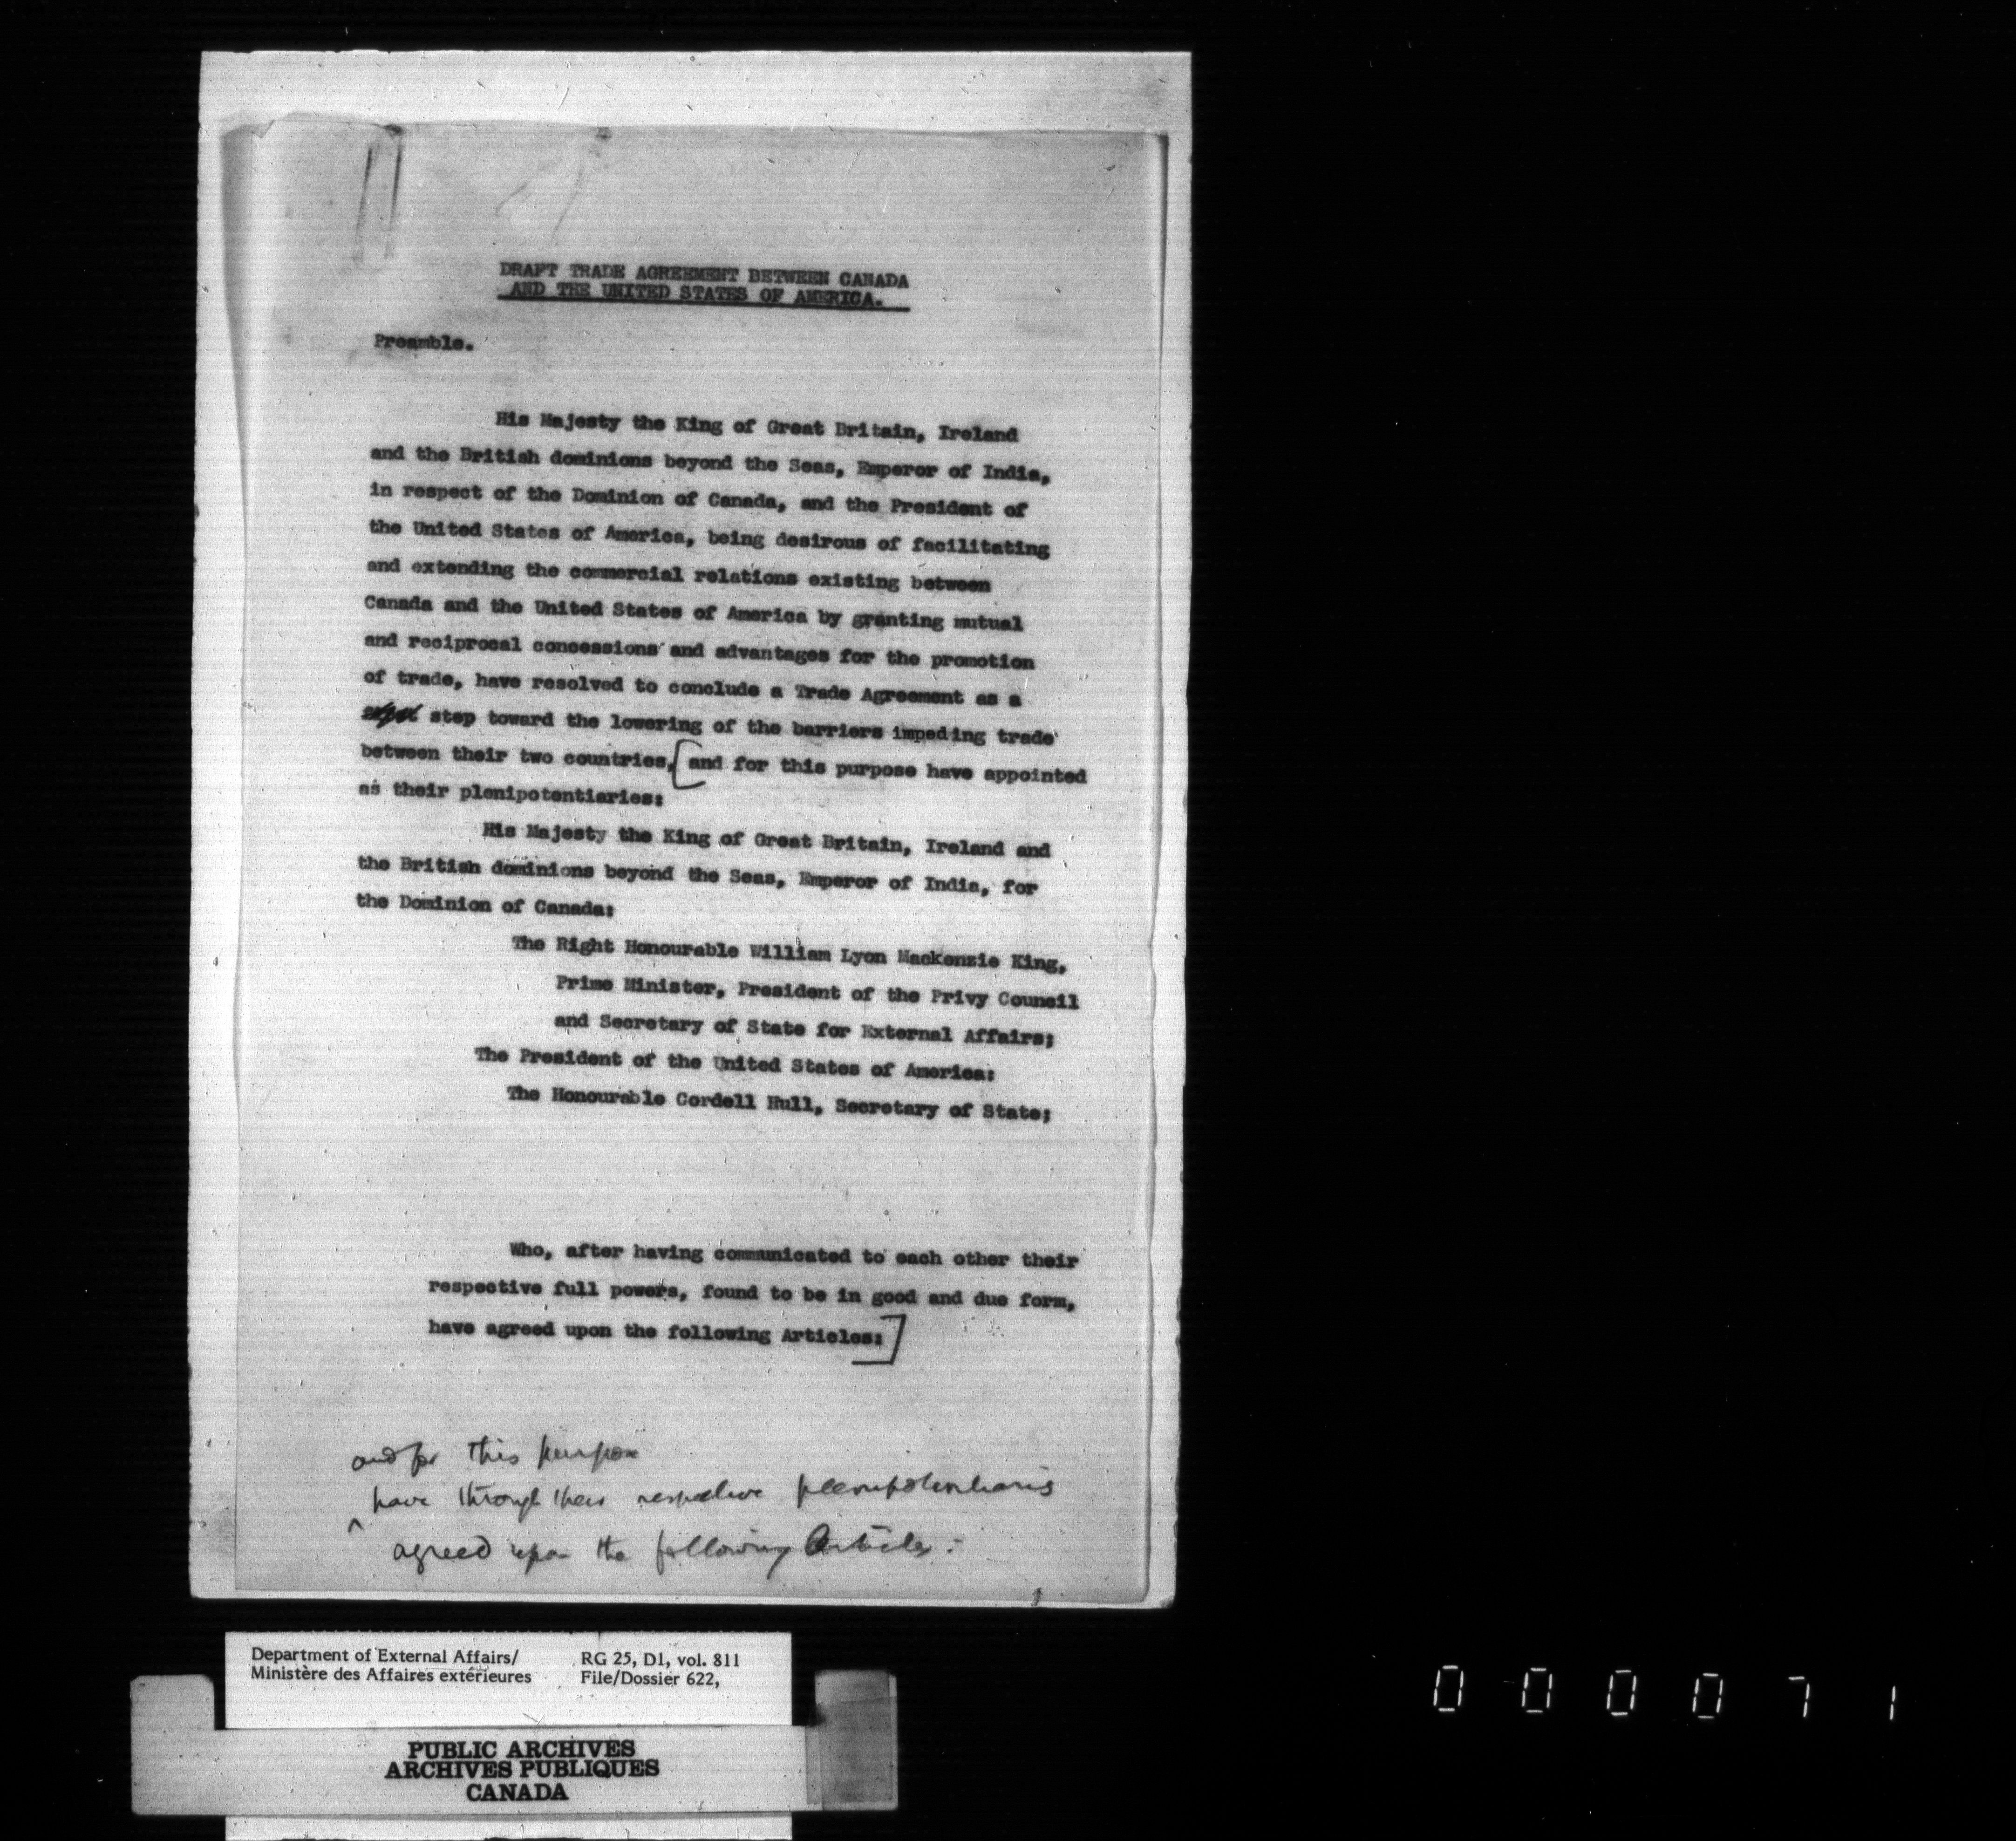 DRAFT TRADE AGREEMENT BETWEEN CANADA
AND THE UNITED STATES OF AMERICA.
Preamble.
His Majesty the King of Great Britain, Ireland
and the British dominions beyond the Seas, Emperor of India,
in respect of the Dominion of Canada, and the President of
the United States of America, being desirous of facilitating
and extending the commercial relations existing between
Canada and the United States of America by granting mutual
and reciprocal concessions and advantages for the promotion
of trade, have resolved to conclude a Trade Agreement as a
step toward the lowering of the barriers impeding trade
between their two countries, [and for this purpose have appointed
as their plenipotentiaries:
His Majesty the King of Great Britain, Ireland and
the British dominions beyond the Seas, Emperor of India, for
the Dominion of Canada:
The Right Honourable William Lyon Mackenzie King,
Prime Minister, President of the Privy Council
and Secretary of State for External Affairs;
The President of the United States of America:
The Honourable Cordell Hull, Secretary of State;
Who, after having communicated to each other their
respective full powers, found to be in good and due form,
have agreed upon the following Articles:]
and for this purpose
have through their respective plenipotentiaries
^ agreed upon the following Articles:
Department of External Affairs/ RG 25, D1, vol. 811
Ministère des Affaires extérieures File/Dossier 622,
PUBLIC ARCHIVES
ARCHIVES PUBLIQUES
CANADA
000071